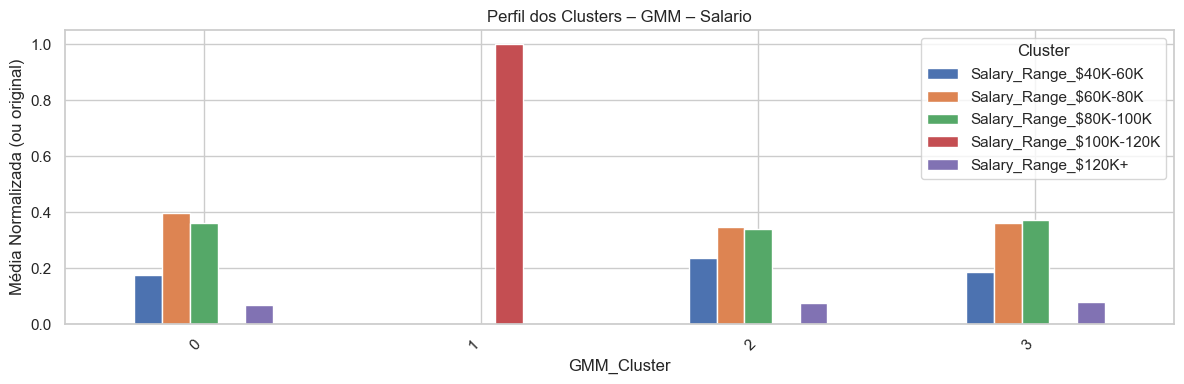 Perfil dos Clusters – GMM – Salario
Média Normalizada (ou original)
1.0
0.8
0.6
0.4
0.2
0.0
Cluster
Salary_Range_$40K-60K
Salary_Range_$60K-80K
Salary_Range_$80K-100K
Salary_Range_$100K-120K
Salary_Range_$120K+
0
1
2
3
GMM_Cluster